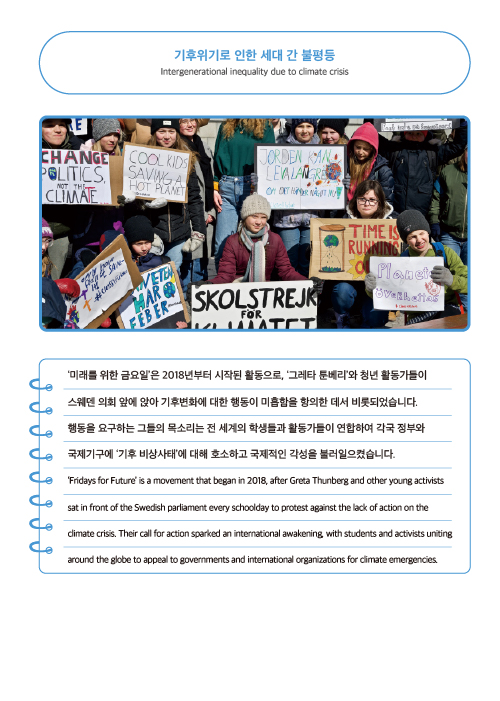 기후위기로 인한 세대 간 불평등
Intergenerational inequality due to climate crisis
CHANGE
POLITICS
NOT THE
CLIMATE
COOL KIDS
SAVING A
HOT PLANET
JORDEN KAN
LEVA LÄNGRE
TIME IS
RUNNING
SKOLSTREJK
FÖR
KLIMATET
HAR
FEBER
Planeta
överhettas
'미래를 위한 금요일'은 2018년부터 시작된 활동으로, '그레타 툰베리'와 청년 활동가들이
스웨덴 의회 앞에 앉아 기후변화에 대한 행동이 미흡함을 항의한 데서 비롯되었습니다.
행동을 요구하는 그들의 목소리는 전 세계의 학생들과 활동가들이 연합하여 각국 정부와
국제기구에 '기후 비상사태'에 대해 호소하고 국제적인 각성을 불러일으켰습니다.
'Fridays for Future' is a movement that began in 2018, after Greta Thunberg and other young activists
sat in front of the Swedish parliament every schoolday to protest against the lack of action on the
climate crisis. Their call for action sparked an international awakening, with students and activists uniting
around the globe to appeal to governments and international organizations for climate emergencies.